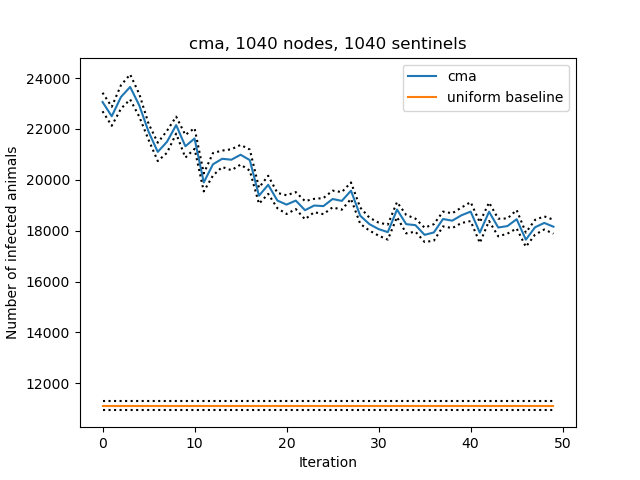 cma, 1040 nodes, 1040 sentinels
cma
uniform baseline
Number of infected animals
24000
22000
20000
18000
16000
14000
12000
0 10 20 30 40 50
Iteration